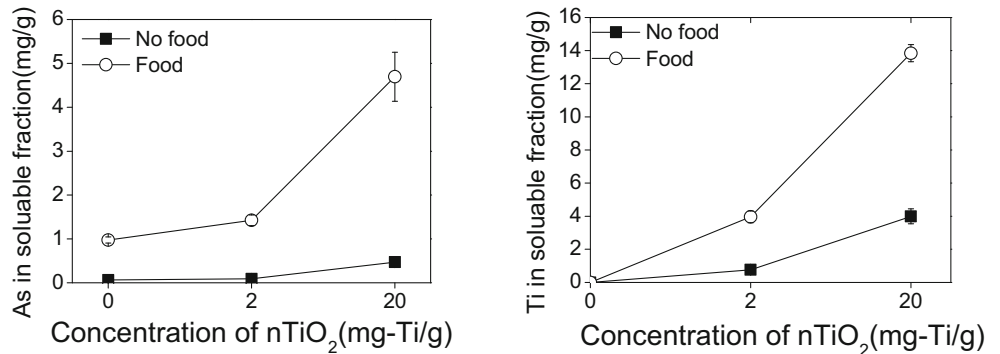 As in soluable fraction(mg/g)
6
5
4
3
2
1
0
No food
Food
0 2 20
Concentration of nTiO₂(mg-Ti/g)
Ti in soluable fraction(mg/g)
16
14
12
10
8
6
4
2
0
No food
Food
0 2 20
Concentration of nTiO₂(mg-Ti/g)